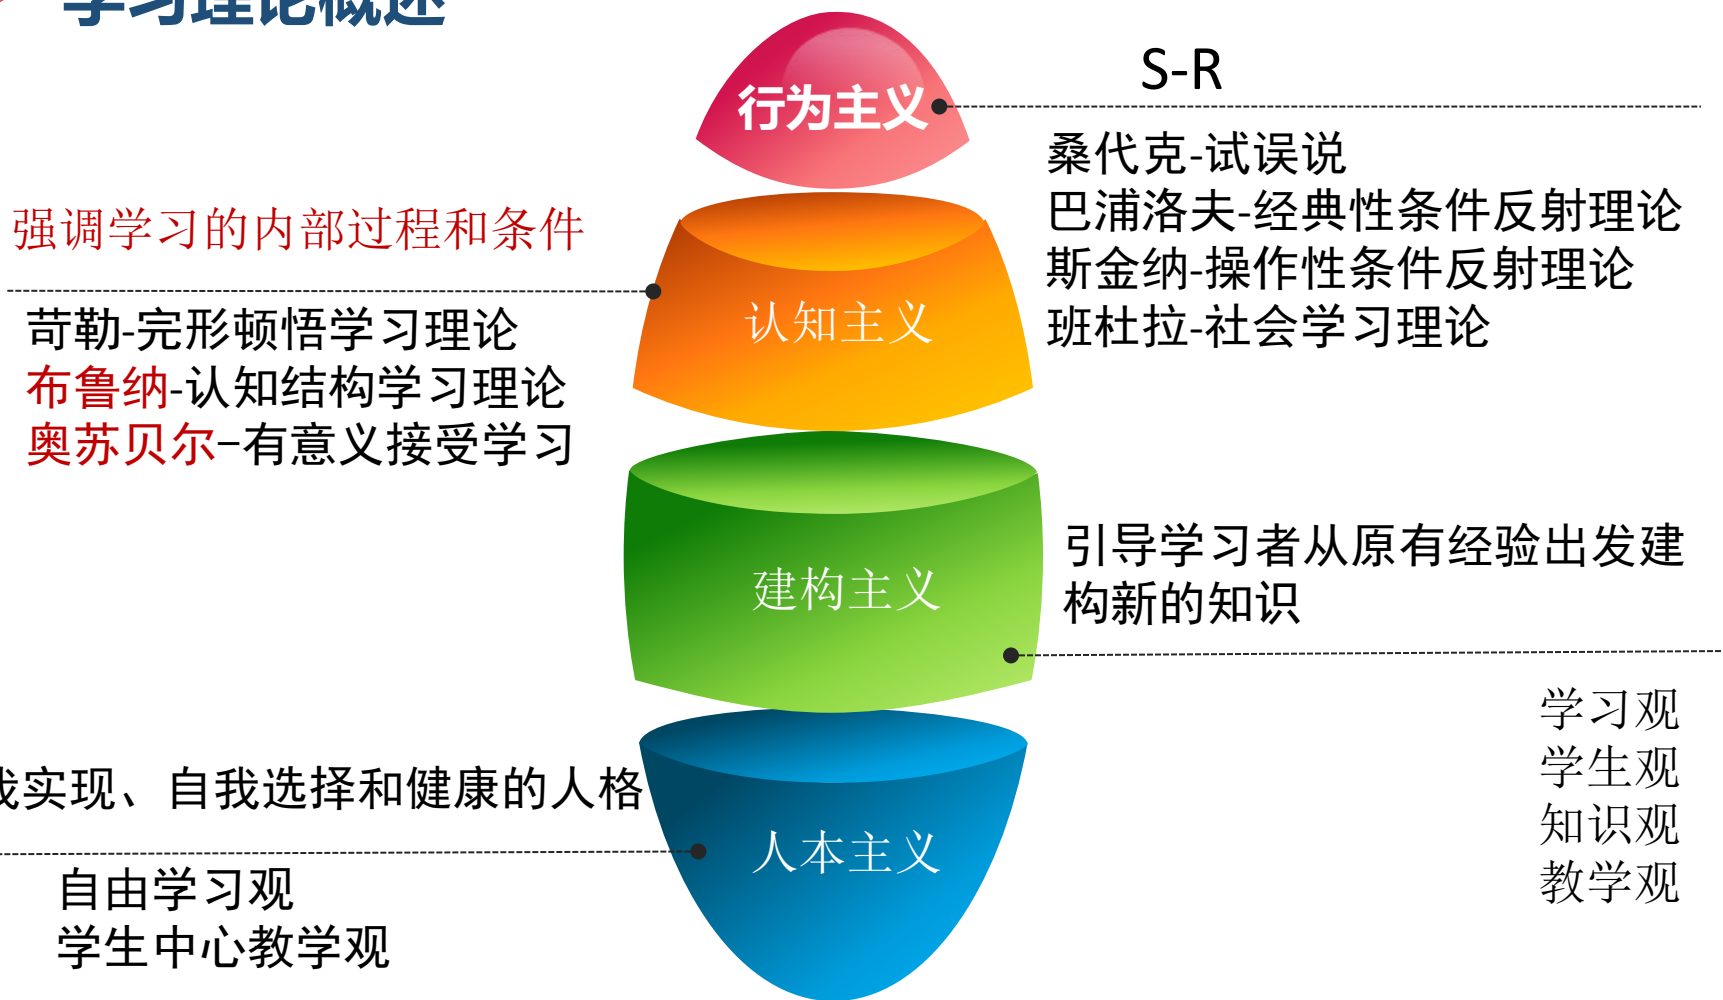 学习理论概述
S-R
行为主义
桑代克-试误说
巴浦洛夫-经典性条件反射理论
斯金纳-操作性条件反射理论
班杜拉-社会学习理论
强调学习的内部过程和条件
认知主义
苛勒-完形顿悟学习理论
布鲁纳-认知结构学习理论
奥苏贝尔-有意义接受学习
引导学习者从原有经验出发建
构新的知识
建构主义
学习观
学生观
知识观
教学观
我实现、自我选择和健康的人格
人本主义
自由学习观
学生中心教学观